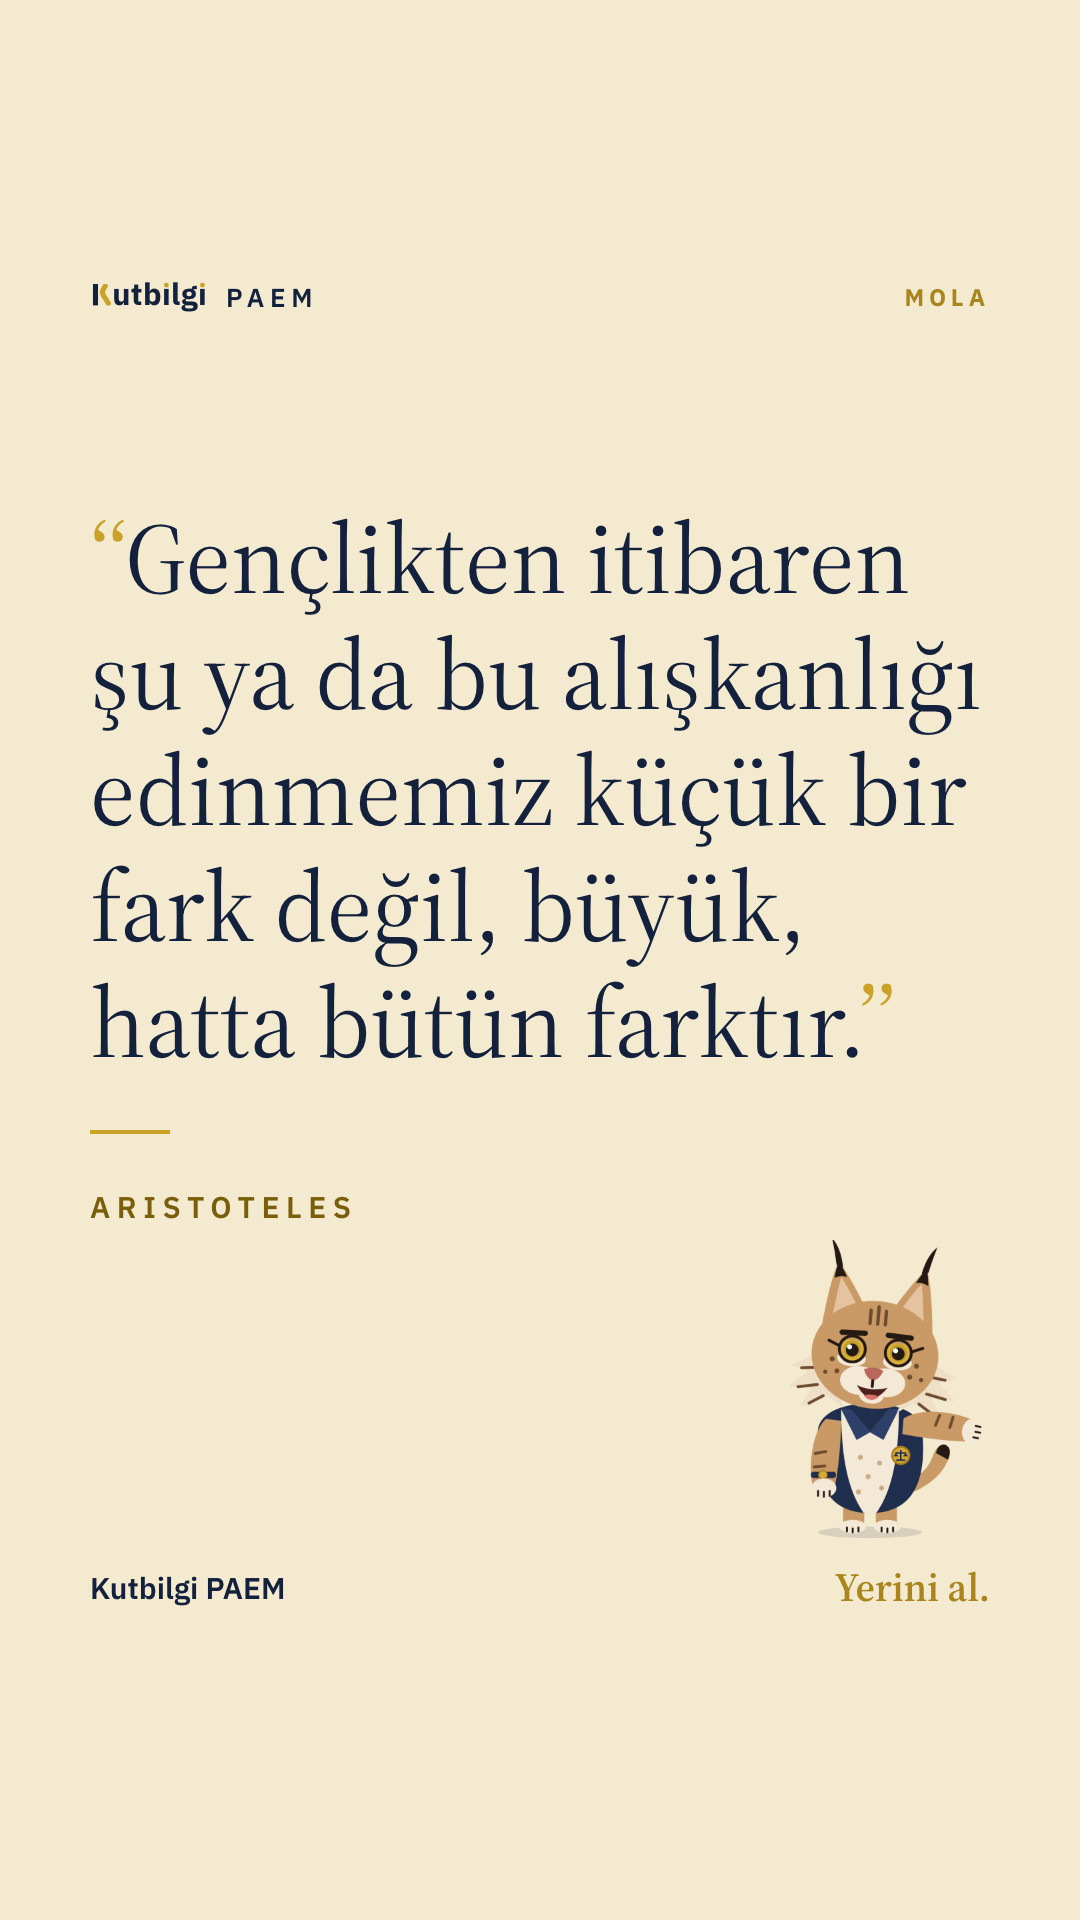 Kutbilgi PAEM
MOLA
“Gençlikten itibaren
şu ya da bu alışkanlığı
edinmemiz küçük bir
fark değil, büyük,
hatta bütün farktır.”
ARISTOTELES
Kutbilgi PAEM
Yerini al.